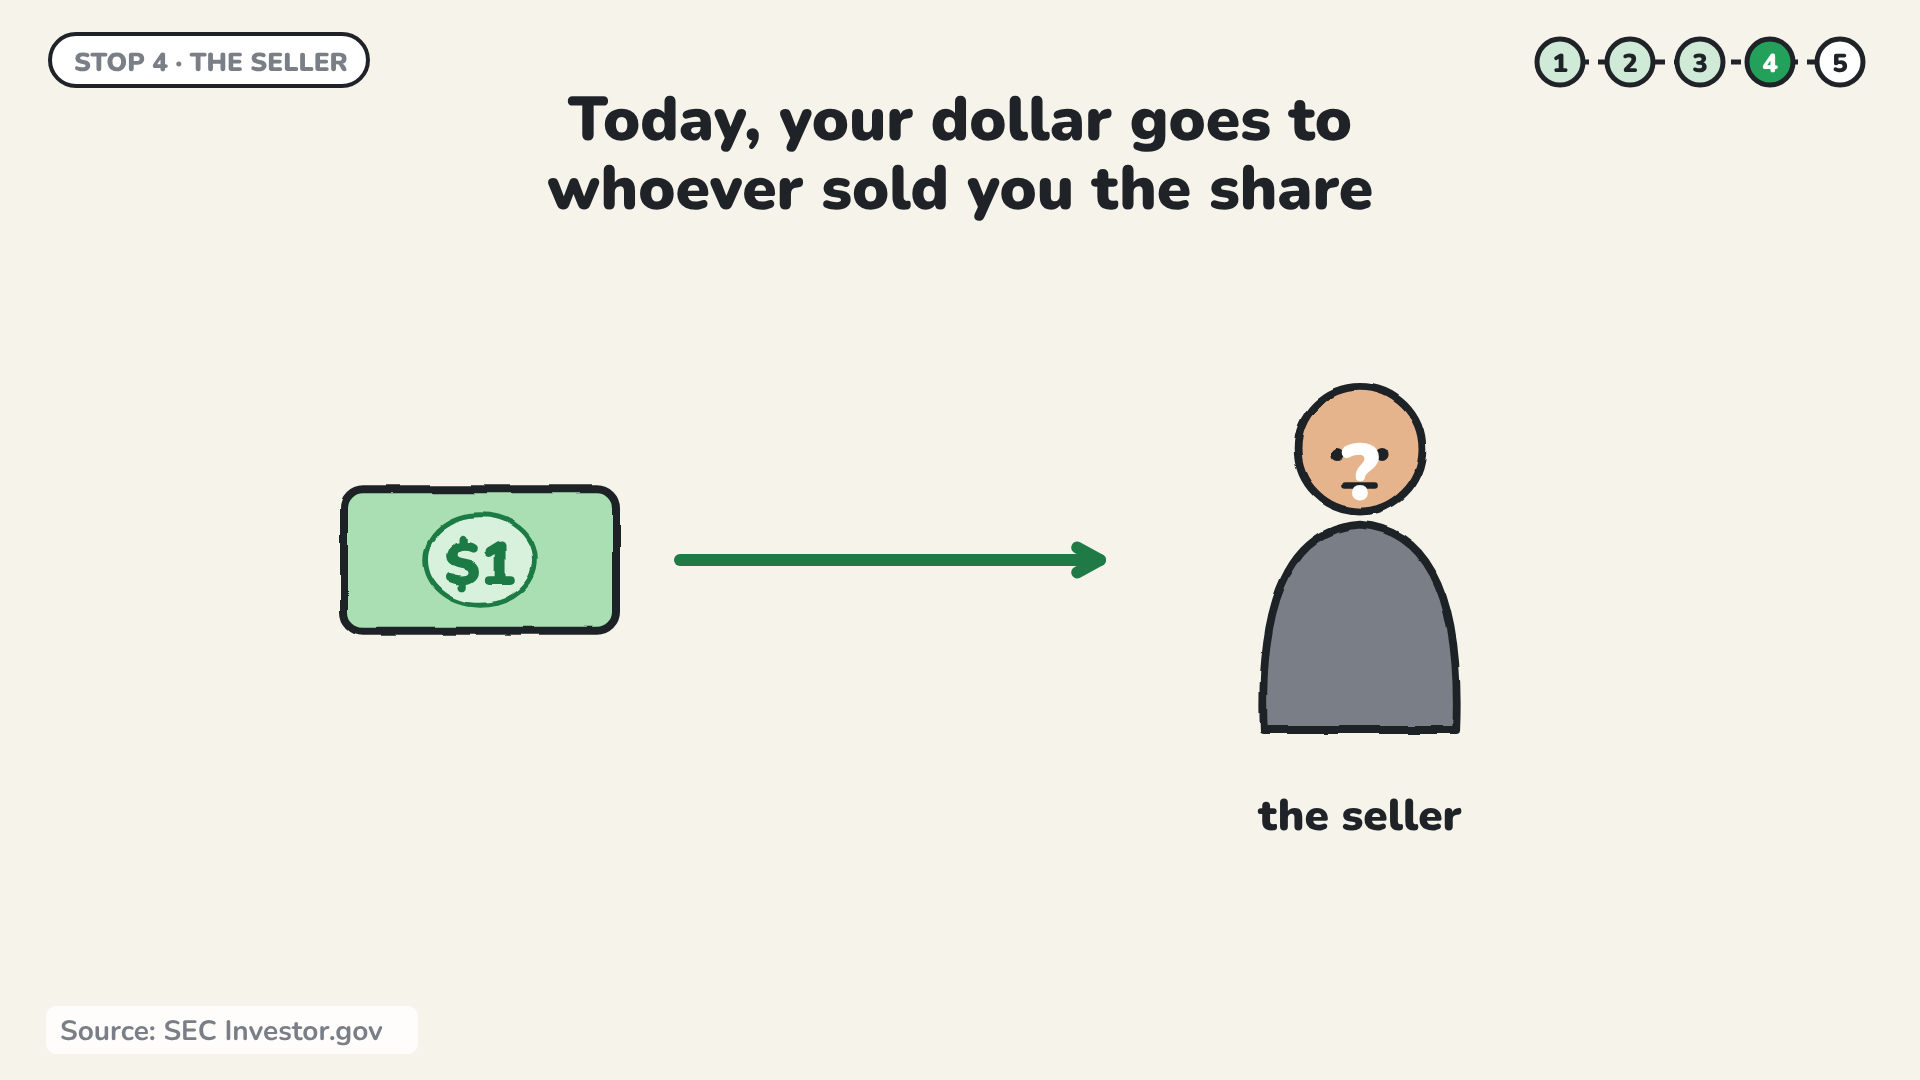 STOP 4 · THE SELLER
1 2 3 4 5
Today, your dollar goes to
whoever sold you the share
$1
?
the seller
Source: SEC Investor.gov